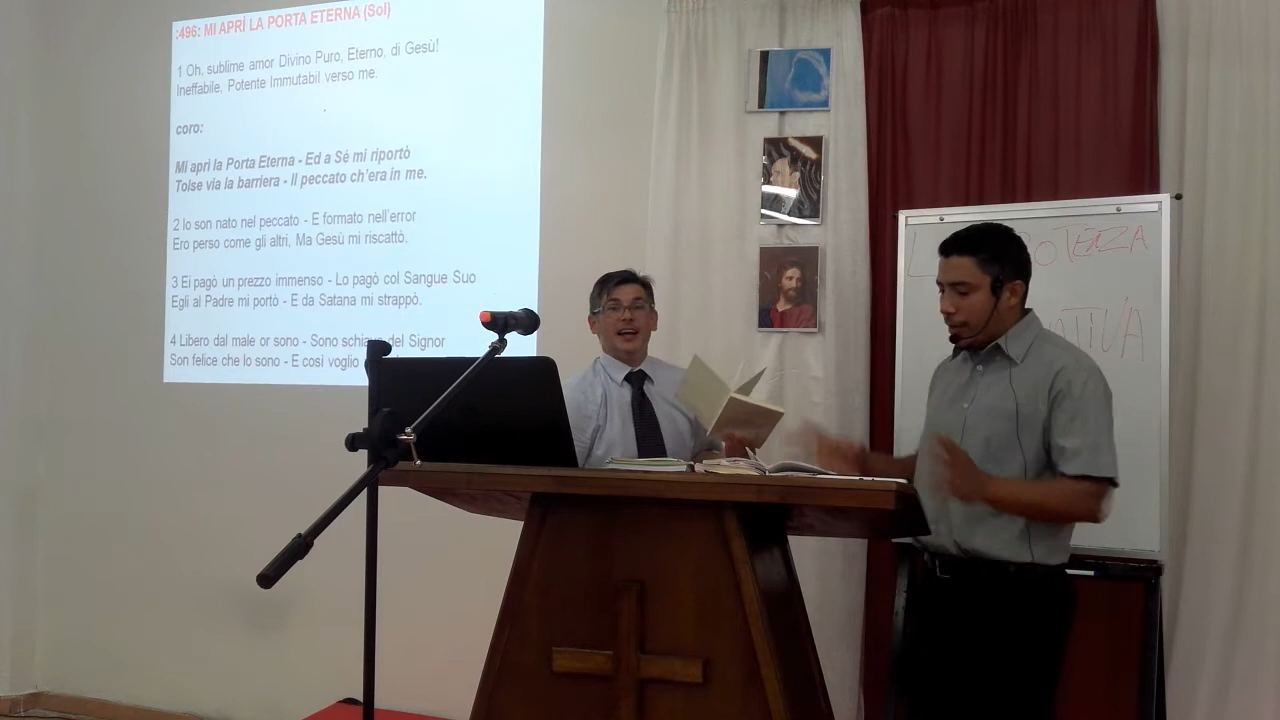 :496: MI APRÌ LA PORTA ETERNA (Sol)
1 Oh, sublime amor Divino Puro, Eterno, di Gesù!
Ineffabile, Potente Immutabil verso me.
coro:
Mi aprì la Porta Eterna - Ed a Sé mi riportò
Tolse via la barriera - Il peccato ch'era in me.
2 Io son nato nel peccato - E formato nell'error
Ero perso come gli altri, Ma Gesù mi riscattò.
3 Ei pagò un prezzo immenso - Lo pagò col Sangue Suo
Egli al Padre mi portò - E da Satana mi strappò.
4 Libero dal male or sono - Sono schiavo del Signor
Son felice che lo sono - E così voglio
L POTENZA
ATIVA